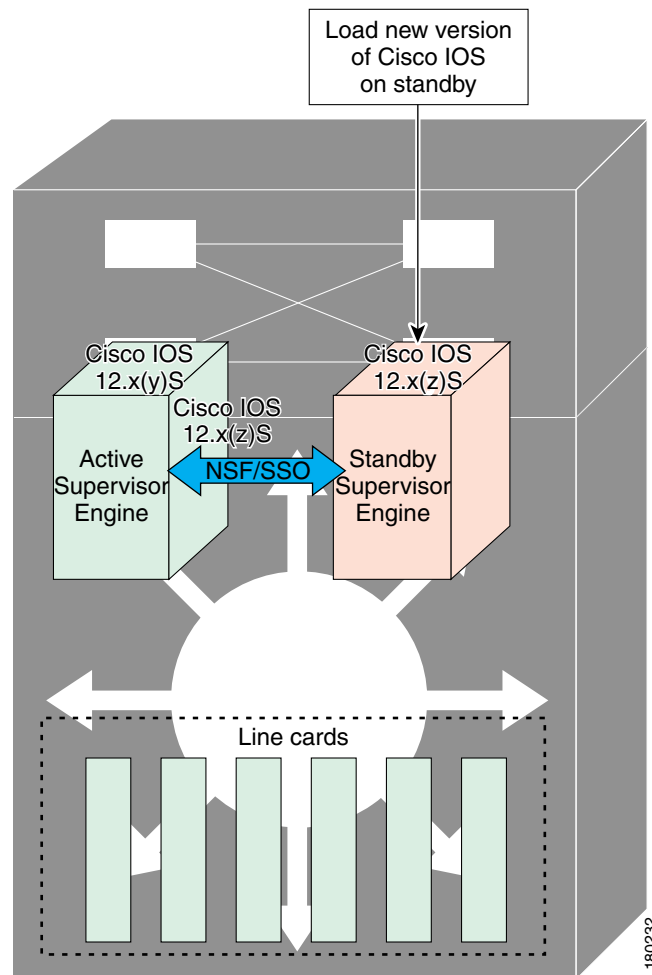 Load new version
of Cisco IOS
on standby
Cisco IOS
12.x(y)S
Cisco IOS
12.x(z)S
Cisco IOS
12.x(z)S
Active
Supervisor
Engine
NSF/SSO
Standby
Supervisor
Engine
Line cards
180232